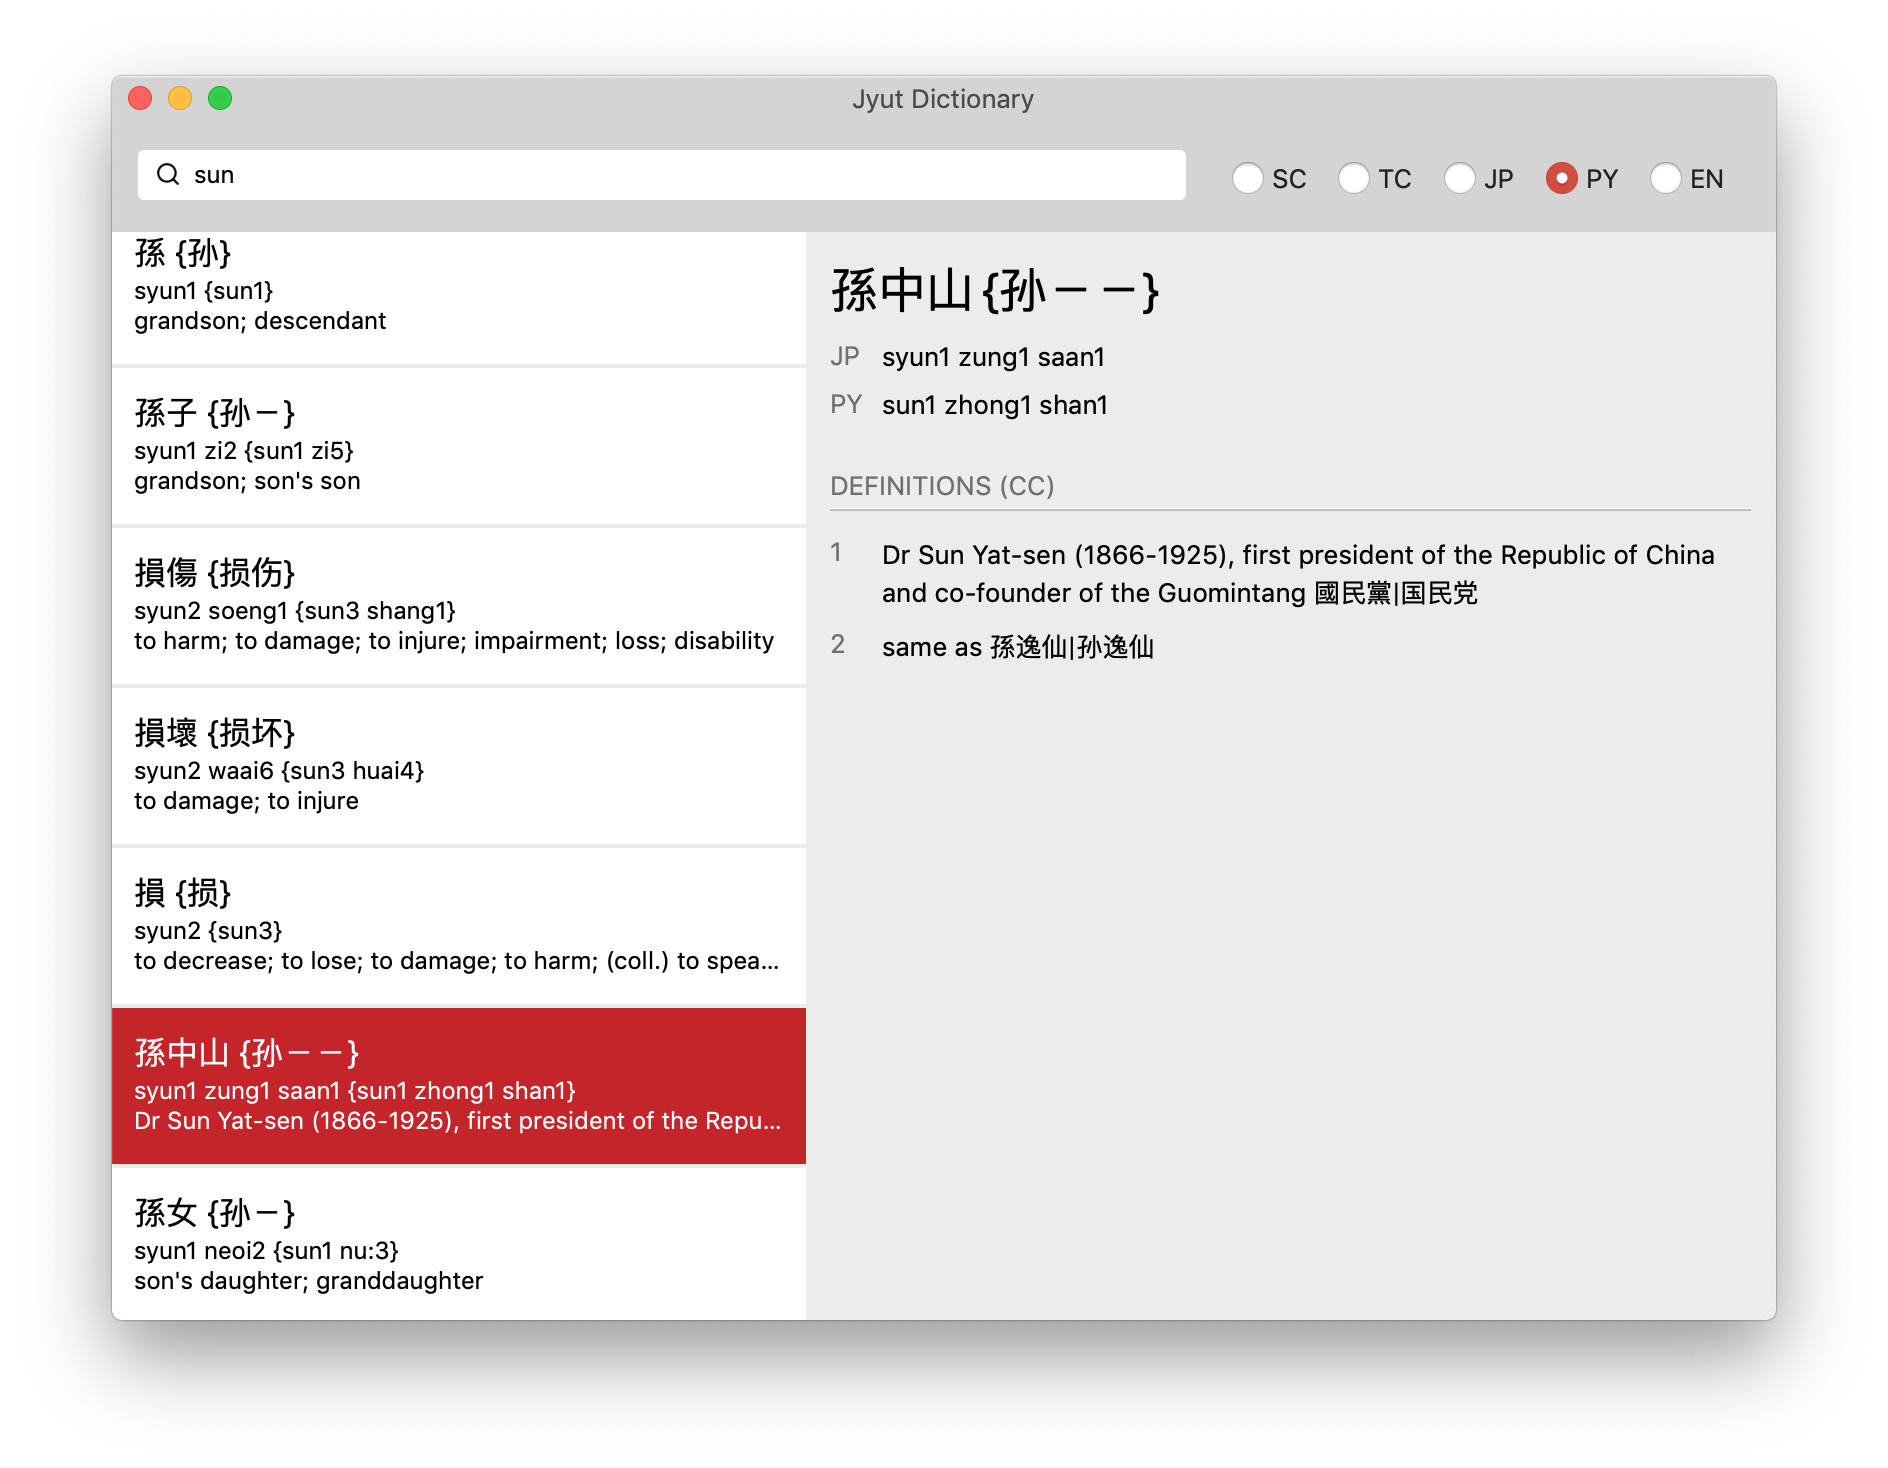 Jyut Dictionary
sun
SC TC JP PY EN
孫 {孙}
syun1 {sun1}
grandson; descendant
孫子 {孙－}
syun1 zi2 {sun1 zi5}
grandson; son's son
損傷 {损伤}
syun2 soeng1 {sun3 shang1}
to harm; to damage; to injure; impairment; loss; disability
損壞 {损坏}
syun2 waai6 {sun3 huai4}
to damage; to injure
損 {损}
syun2 {sun3}
to decrease; to lose; to damage; to harm; (coll.) to spea...
孫中山 {孙－－}
syun1 zung1 saan1 {sun1 zhong1 shan1}
Dr Sun Yat-sen (1866-1925), first president of the Repu...
孫女 {孙－}
syun1 neoi2 {sun1 nu:3}
son's daughter; granddaughter
孫中山 {孙－－}
JP syun1 zung1 saan1
PY sun1 zhong1 shan1
DEFINITIONS (CC)
1 Dr Sun Yat-sen (1866-1925), first president of the Republic of China
and co-founder of the Guomintang 國民黨|国民党
2 same as 孫逸仙|孙逸仙